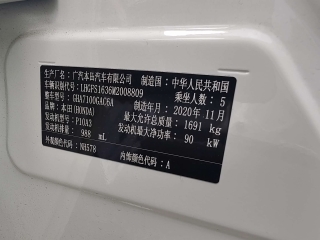 生产厂名：广汽本田汽车有限公司 制造国：中华人民共和国
车辆识别代号：LHGFS1636M2008809 乘坐人数：5
整车型号：GHA7100GAC6A 制造年月：2020年11月
品牌：本田(HONDA) 最大允许总质量：1691 kg
发动机型号：P10A3 发动机最大净功率：90 kW
发动机排量：988 mL
外观颜色代码：NH578 内饰颜色代码：A